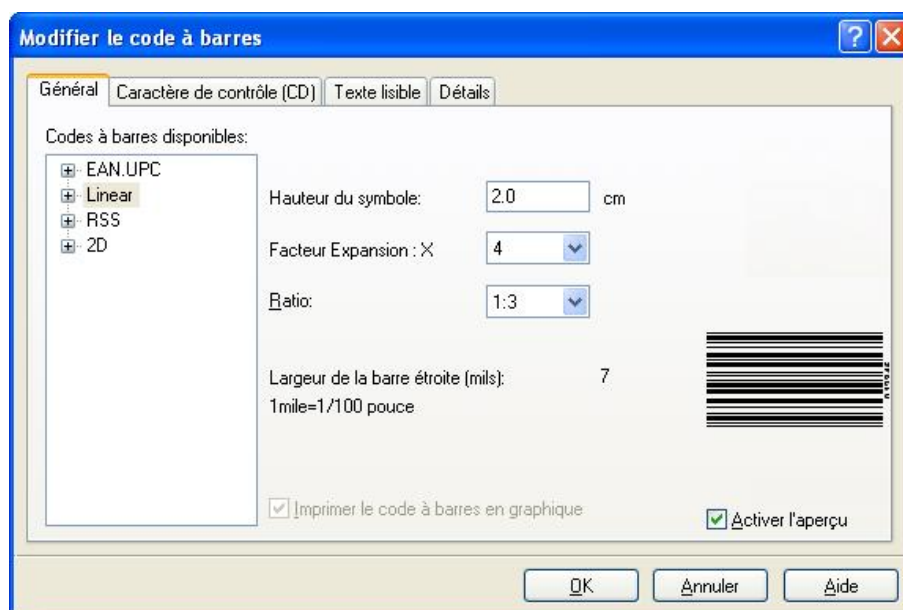 Modifier le code à barres
Général Caractère de contrôle (CD) Texte lisible Détails
Codes à barres disponibles:
EAN.UPC
Linear
RSS
2D
Hauteur du symbole: 2.0 cm
Facteur Expansion : X 4
Ratio: 1:3
Largeur de la barre étroite (mils): 7
1mile=1/100 pouce
Imprimer le code à barres en graphique
Activer l'aperçu
OK Annuler Aide